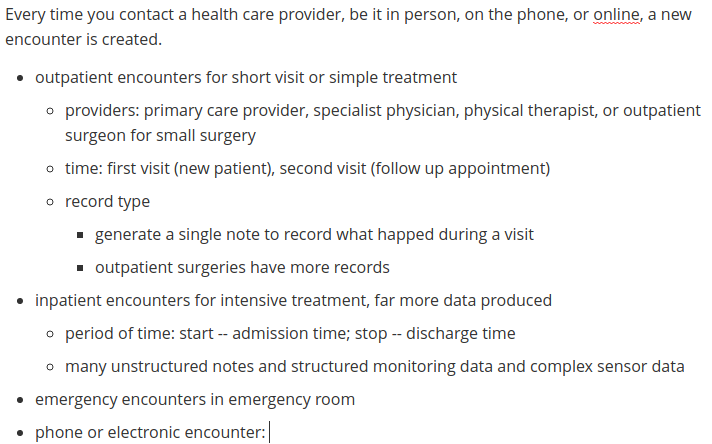 Every time you contact a health care provider, be it in person, on the phone, or online, a new
encounter is created.
outpatient encounters for short visit or simple treatment
providers: primary care provider, specialist physician, physical therapist, or outpatient
surgeon for small surgery
time: first visit (new patient), second visit (follow up appointment)
record type
generate a single note to record what happed during a visit
outpatient surgeries have more records
inpatient encounters for intensive treatment, far more data produced
period of time: start -- admission time; stop -- discharge time
many unstructured notes and structured monitoring data and complex sensor data
emergency encounters in emergency room
phone or electronic encounter: